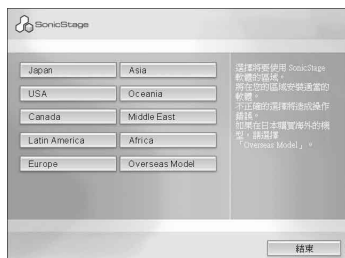 SonicStage
Japan
Asia
USA
Oceania
Canada
Middle East
Latin America
Africa
Europe
Overseas Model
選擇將要使用 SonicStage
軟體的區域。
將在您的區域安裝適當的
軟體。
不正確的選擇將造成操作
錯誤。
如果在日本購買海外的機
型，請選擇
「Overseas Model」。
結束